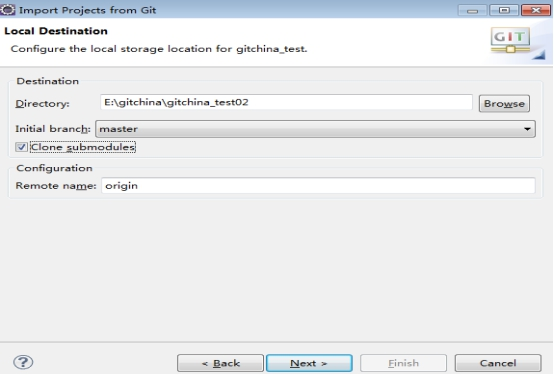 Import Projects from Git
Local Destination
Configure the local storage location for gitchina_test.
GIT
Destination
Directory: E:\gitchina\gitchina_test02 Browse
Initial branch: master
Clone submodules
Configuration
Remote name: origin
? < Back Next > Finish Cancel